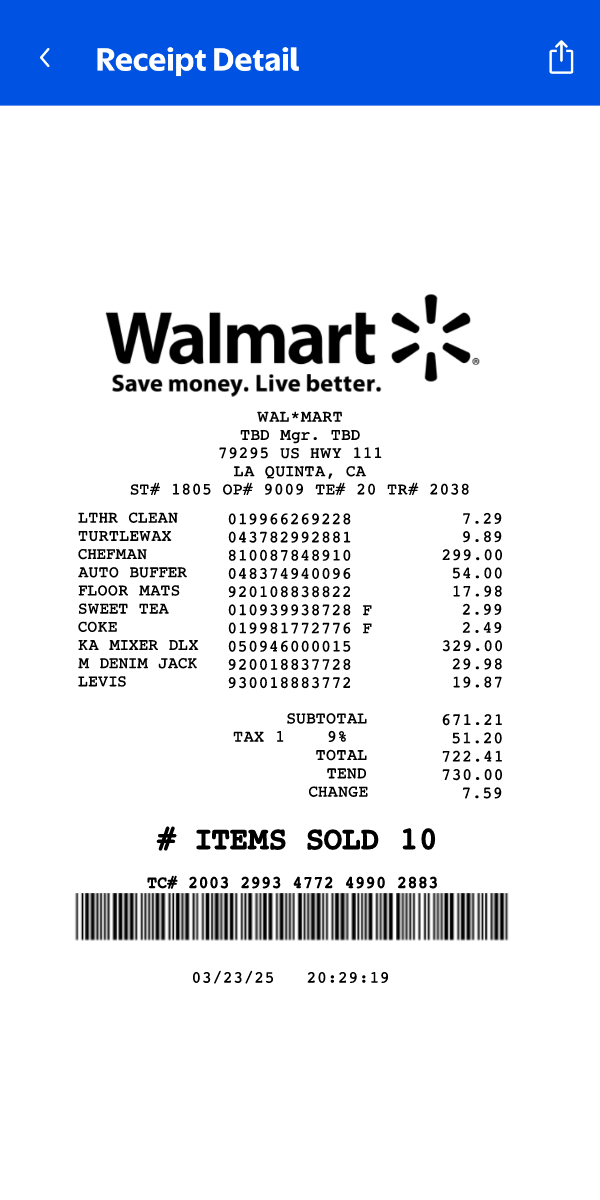 Receipt Detail
Walmart
Save money. Live better.
WAL*MART
TBD Mgr. TBD
79295 US HWY 111
LA QUINTA, CA
ST# 1805 OP# 9009 TE# 20 TR# 2038
LTHR CLEAN 019966269228 7.29
TURTLEWAX 043782992881 9.89
CHEFMAN 810087848910 299.00
AUTO BUFFER 048374940096 54.00
FLOOR MATS 920108838822 17.98
SWEET TEA 010939938728 F 2.99
COKE 019981772776 F 2.49
KA MIXER DLX 050946000015 329.00
M DENIM JACK 920018837728 29.98
LEVIS 930018883772 19.87
SUBTOTAL 671.21
TAX 1 9% 51.20
TOTAL 722.41
TEND 730.00
CHANGE 7.59
# ITEMS SOLD 10
TC# 2003 2993 4772 4990 2883
03/23/25 20:29:19